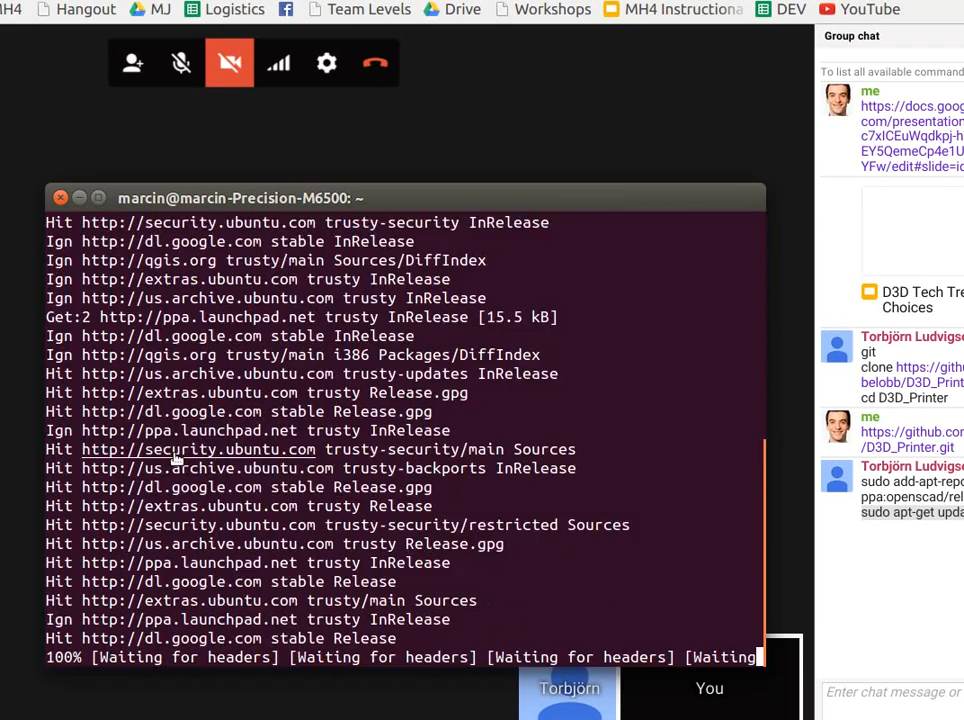 MH4 Hangout MJ Logistics Team Levels Drive Workshops MH4 Instructiona DEV YouTube
Group chat
To list all available command
me
https://docs.goog
com/presentation
c7xICEuWqdkpj-h
EY5QemeCp4e1U
YFw/edit#slide=id
D3D Tech Tre
Choices
Torbjörn Ludvigse
git
clone https://gith
belobb/D3D_Print
cd D3D_Printer
me
https://github.com
/D3D_Printer.git
Torbjörn Ludvigs
sudo add-apt-repo
ppa:openscad/rel
sudo apt-get upda
Enter chat message or
marcin@marcin-Precision-M6500: ~
Hit http://security.ubuntu.com trusty-security InRelease
Ign http://dl.google.com stable InRelease
Ign http://qgis.org trusty/main Sources/DiffIndex
Ign http://extras.ubuntu.com trusty InRelease
Ign http://us.archive.ubuntu.com trusty InRelease
Get:2 http://ppa.launchpad.net trusty InRelease [15.5 kB]
Ign http://dl.google.com stable InRelease
Ign http://qgis.org trusty/main i386 Packages/DiffIndex
Hit http://us.archive.ubuntu.com trusty-updates InRelease
Hit http://extras.ubuntu.com trusty Release.gpg
Hit http://dl.google.com stable Release.gpg
Ign http://ppa.launchpad.net trusty InRelease
Hit http://security.ubuntu.com trusty-security/main Sources
Hit http://us.archive.ubuntu.com trusty-backports InRelease
Hit http://dl.google.com stable Release.gpg
Hit http://extras.ubuntu.com trusty Release
Hit http://security.ubuntu.com trusty-security/restricted Sources
Hit http://us.archive.ubuntu.com trusty Release.gpg
Hit http://ppa.launchpad.net trusty InRelease
Hit http://dl.google.com stable Release
Hit http://extras.ubuntu.com trusty/main Sources
Ign http://ppa.launchpad.net trusty InRelease
Hit http://dl.google.com stable Release
100% [Waiting for headers] [Waiting for headers] [Waiting for headers] [Waiting
Torbjörn
You